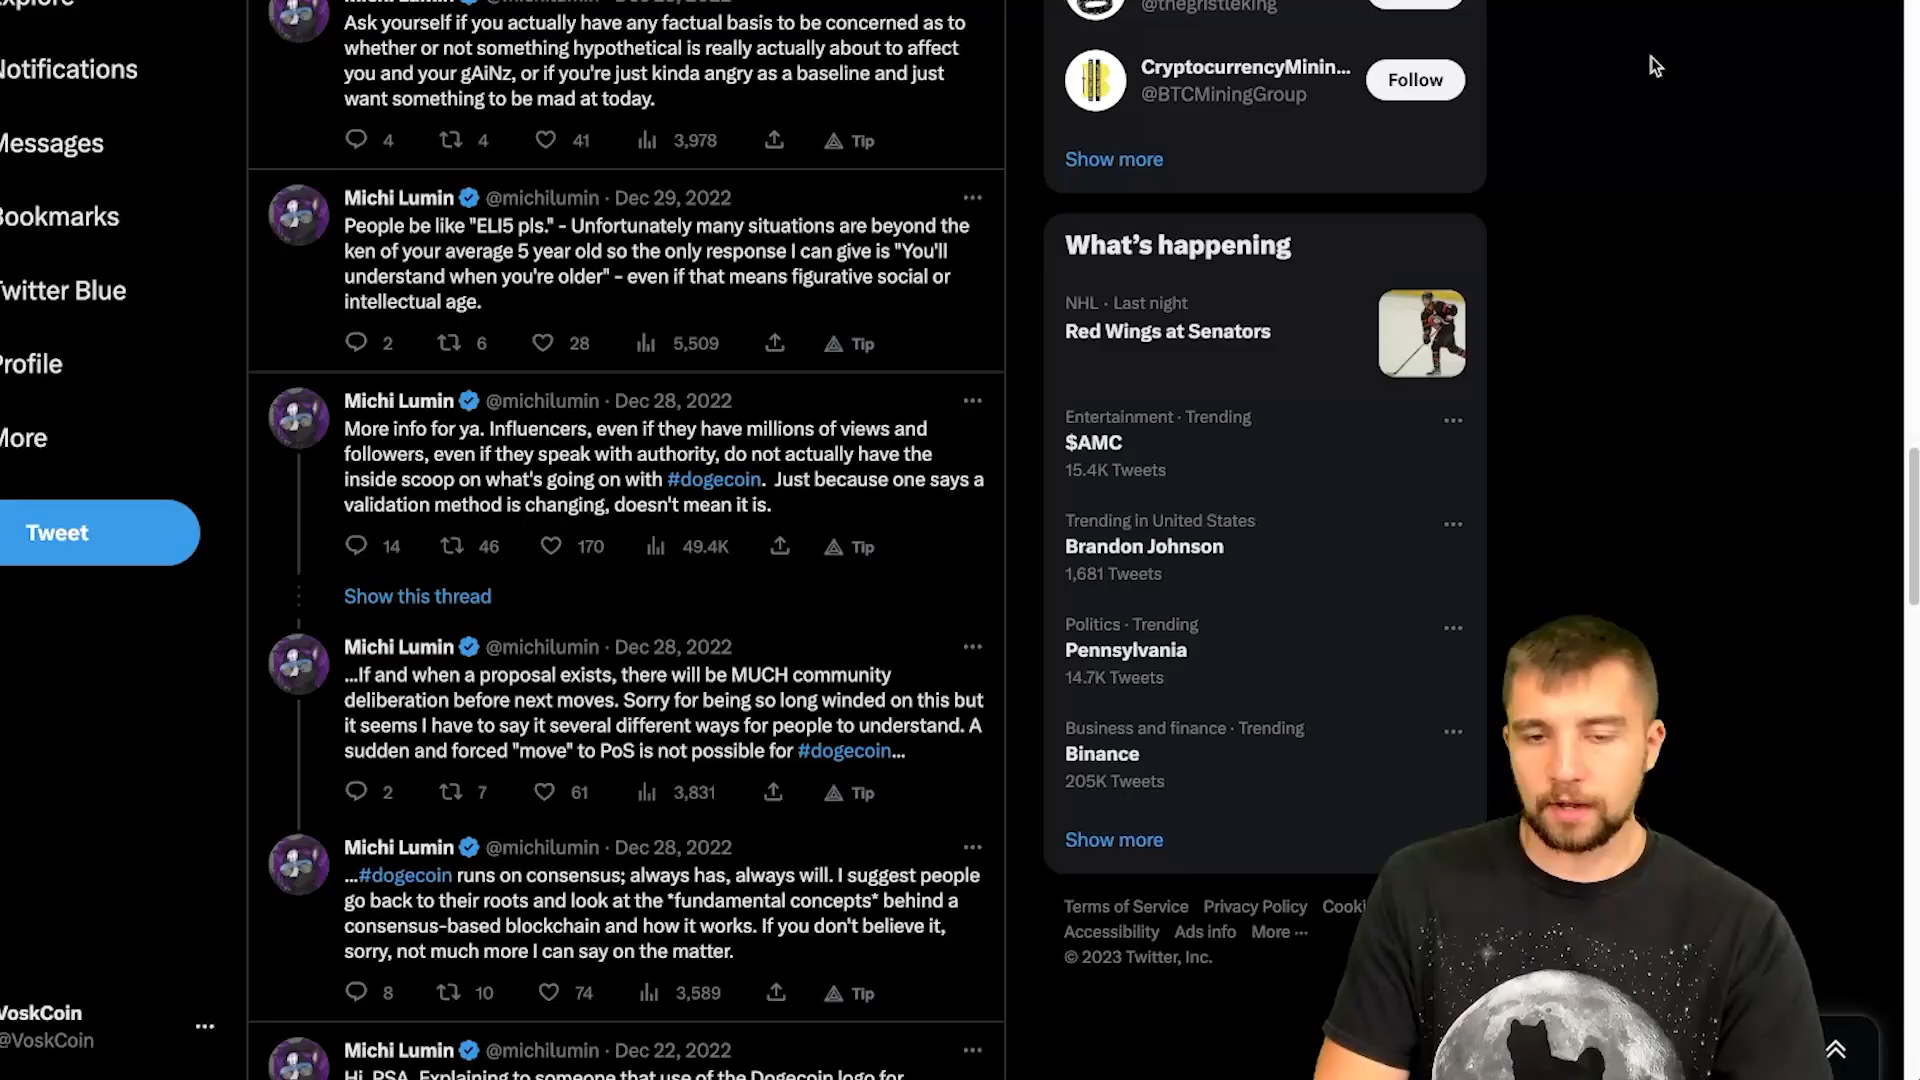 Explore
Notifications
Messages
Bookmarks
Twitter Blue
Profile
More
Tweet
VoskCoin
@VoskCoin
Michi Lumin
Ask yourself if you actually have any factual basis to be concerned as to
whether or not something hypothetical is really actually about to affect
you and your gAiNz, or if you're just kinda angry as a baseline and just
want something to be mad at today.
4 4 41 3,978 Tip
Michi Lumin @michilumin · Dec 29, 2022
People be like "ELI5 pls." - Unfortunately many situations are beyond the
ken of your average 5 year old so the only response I can give is "You'll
understand when you're older" - even if that means figurative social or
intellectual age.
2 6 28 5,509 Tip
Michi Lumin @michilumin · Dec 28, 2022
More info for ya. Influencers, even if they have millions of views and
followers, even if they speak with authority, do not actually have the
inside scoop on what's going on with #dogecoin. Just because one says a
validation method is changing, doesn't mean it is.
14 46 170 49.4K Tip
Show this thread
Michi Lumin @michilumin · Dec 28, 2022
...If and when a proposal exists, there will be MUCH community
deliberation before next moves. Sorry for being so long winded on this but
it seems I have to say it several different ways for people to understand. A
sudden and forced "move" to PoS is not possible for #dogecoin...
2 7 61 3,831 Tip
Michi Lumin @michilumin · Dec 28, 2022
...#dogecoin runs on consensus; always has, always will. I suggest people
go back to their roots and look at the *fundamental concepts* behind a
consensus-based blockchain and how it works. If you don't believe it,
sorry, not much more I can say on the matter.
8 10 74 3,589 Tip
Michi Lumin @michilumin · Dec 22, 2022
Hi, PSA. Explaining to someone that use of the Dogecoin logo for
@thegristleking
CryptocurrencyMinin...
@BTCMiningGroup
Follow
Show more
What's happening
NHL · Last night
Red Wings at Senators
Entertainment · Trending
$AMC
15.4K Tweets
Trending in United States
Brandon Johnson
1,681 Tweets
Politics · Trending
Pennsylvania
14.7K Tweets
Business and finance · Trending
Binance
205K Tweets
Show more
Terms of Service Privacy Policy Cooki
Accessibility Ads info More ···
© 2023 Twitter, Inc.